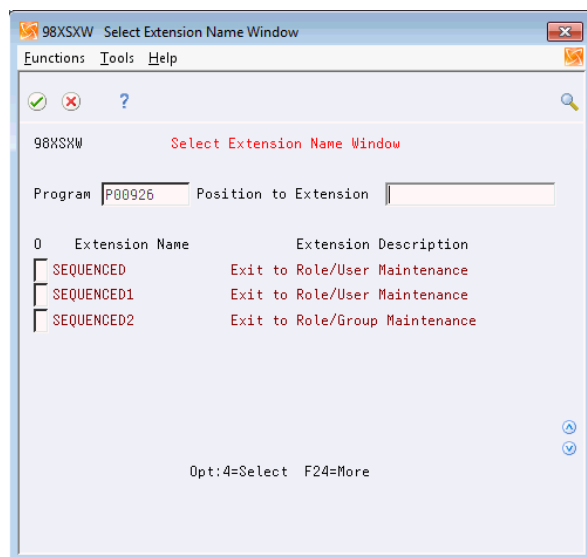 98XSXW Select Extension Name Window
Functions Tools Help
?
98XSXW Select Extension Name Window
Program P00926 Position to Extension
O Extension Name Extension Description
SEQUENCED Exit to Role/User Maintenance
SEQUENCED1 Exit to Role/User Maintenance
SEQUENCED2 Exit to Role/Group Maintenance
Opt:4=Select F24=More